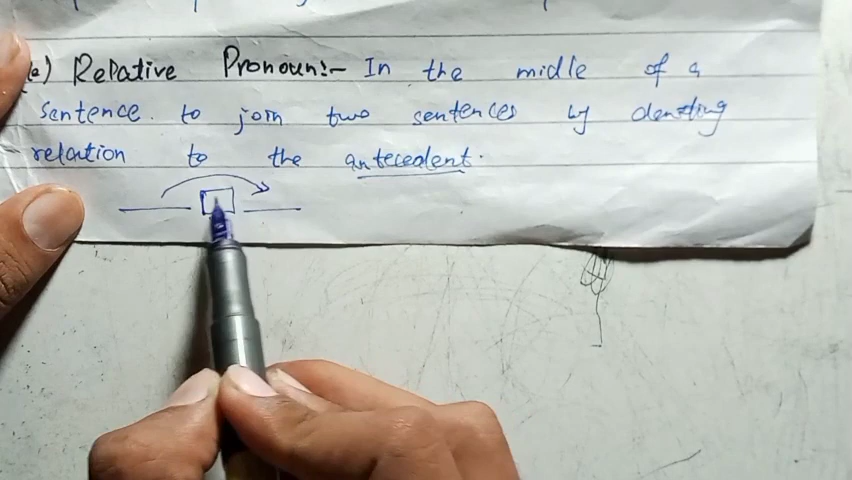 (e) Relative Pronoun:- In the midle of a
sentence. to join two sentences by denoting
relation to the antecedent.